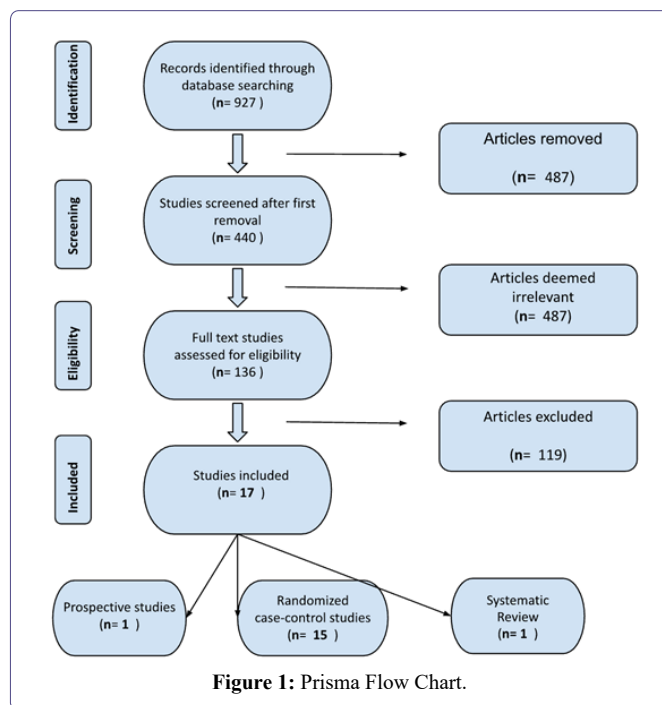 Identification
Records identified through
database searching
(n= 927 )
Articles removed
(n= 487)
Screening
Studies screened after first
removal
(n= 440 )
Articles deemed
irrelevant
(n= 487)
Eligibility
Full text studies
assessed for eligibility
(n= 136 )
Articles excluded
(n= 119)
Included
Studies included
(n= 17 )
Prospective studies
(n= 1 )
Randomized
case-control studies
(n= 15 )
Systematic
Review
(n= 1 )
Figure 1: Prisma Flow Chart.